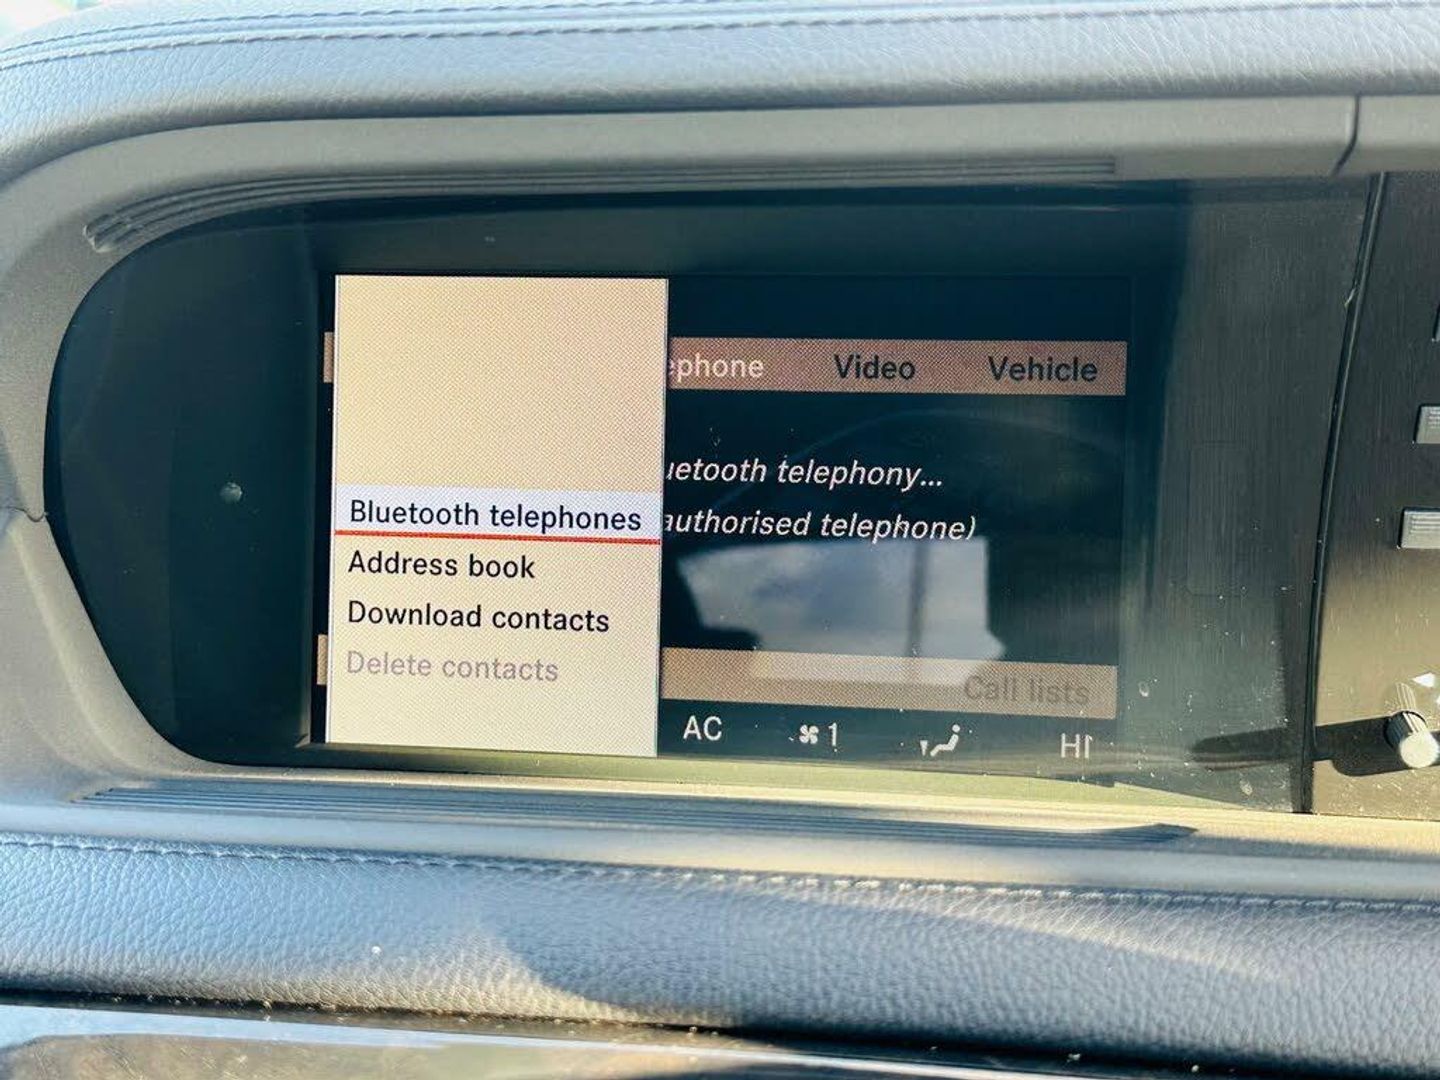 ephone Video Vehicle
uetooth telephony...
authorised telephone)
Bluetooth telephones
Address book
Download contacts
Delete contacts
Call lists
AC 1 HI